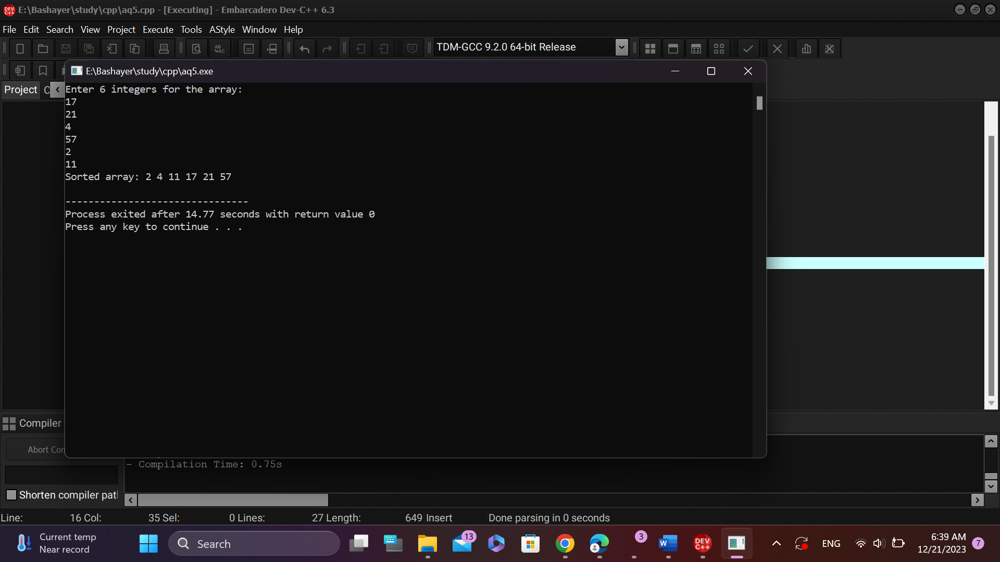 E:\Bashayer\study\cpp\aq5.cpp - [Executing] - Embarcadero Dev-C++ 6.3
File Edit Search View Project Execute Tools AStyle Window Help
TDM-GCC 9.2.0 64-bit Release
E:\Bashayer\study\cpp\aq5.exe
Project C
Enter 6 integers for the array:
17
21
4
57
2
11
Sorted array: 2 4 11 17 21 57
--------------------------------
Process exited after 14.77 seconds with return value 0
Press any key to continue . . .
Compiler
Abort Com
- Compilation Time: 0.75s
Shorten compiler pat
Line: 16 Col: 35 Sel: 0 Lines: 27 Length: 649 Insert Done parsing in 0 seconds
Current temp
Near record
Search
13
3
DEV C++
ENG
6:39 AM
12/21/2023
7